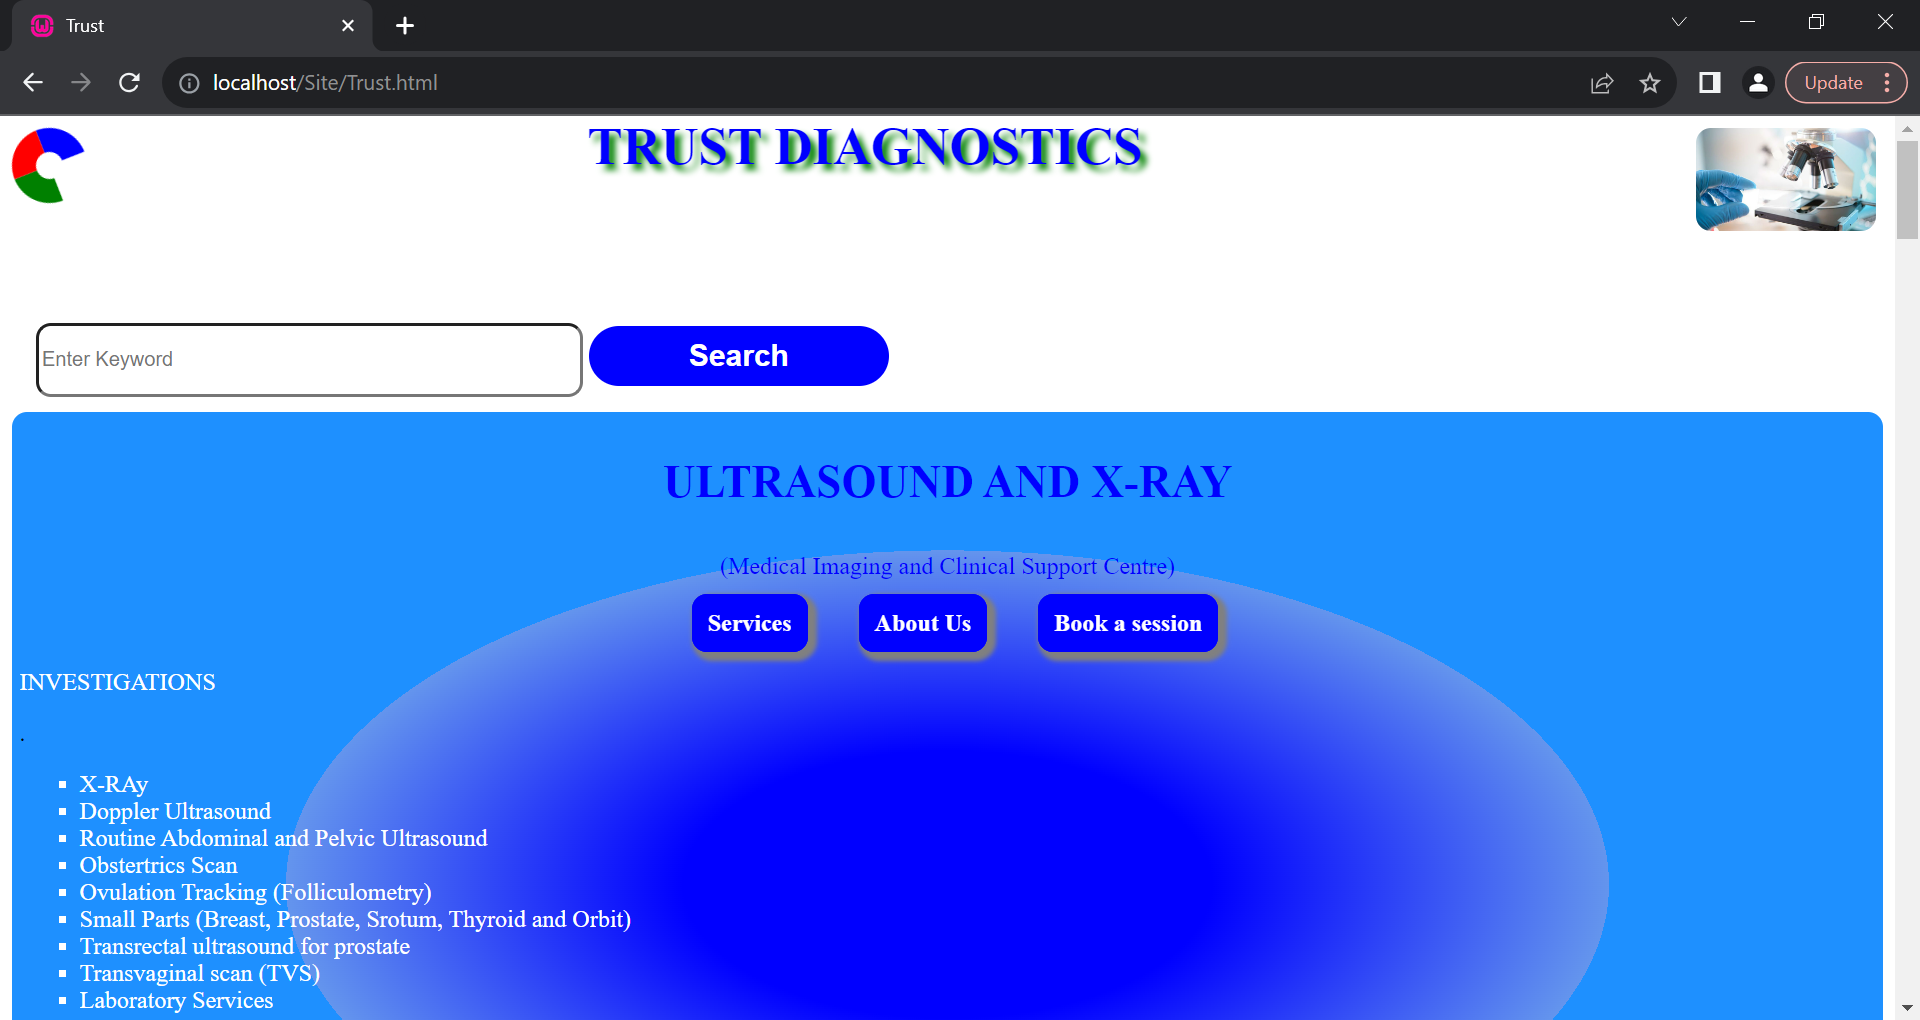 Trust
localhost/Site/Trust.html
Update
TRUST DIAGNOSTICS
Enter Keyword
Search
ULTRASOUND AND X-RAY
(Medical Imaging and Clinical Support Centre)
Services About Us Book a session
INVESTIGATIONS
.
X-RAy
Doppler Ultrasound
Routine Abdominal and Pelvic Ultrasound
Obstertrics Scan
Ovulation Tracking (Folliculometry)
Small Parts (Breast, Prostate, Srotum, Thyroid and Orbit)
Transrectal ultrasound for prostate
Transvaginal scan (TVS)
Laboratory Services